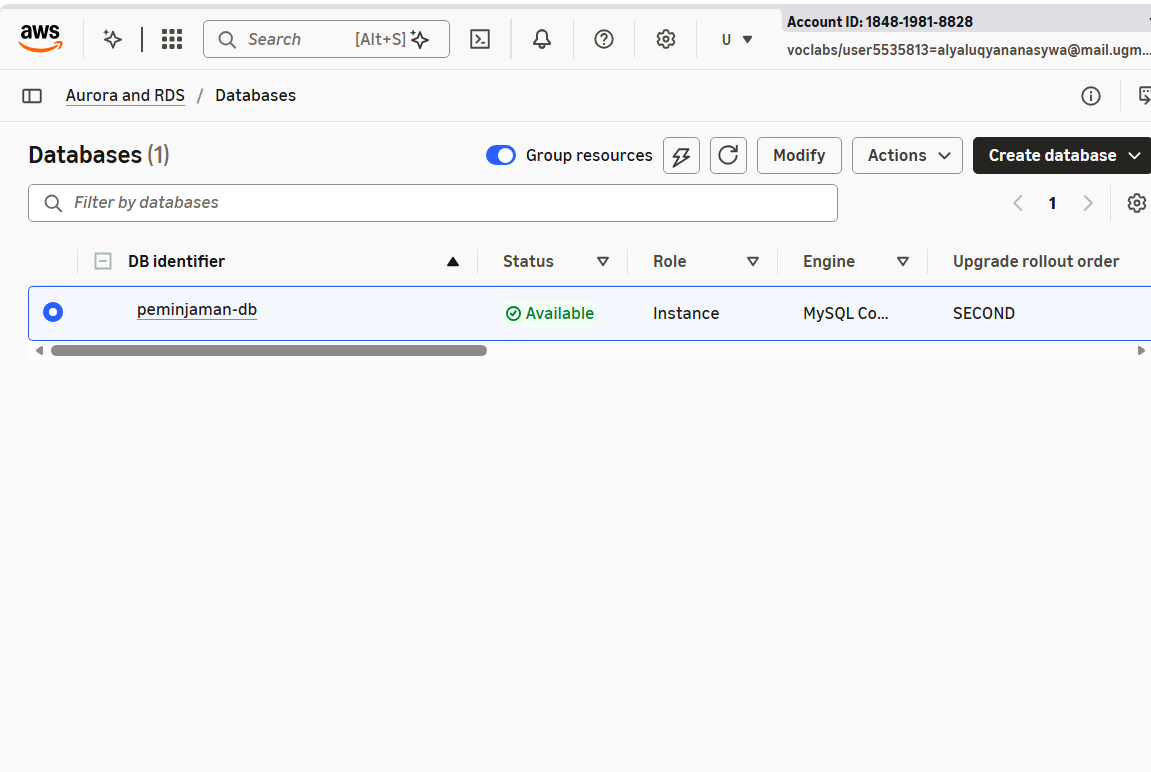 aws
Search [Alt+S]
U
Account ID: 1848-1981-8828
voclabs/user5535813=alyaluqyananasywa@mail.ugm...
Aurora and RDS / Databases
Databases (1)
Group resources
Modify
Actions
Create database
Filter by databases
1
DB identifier Status Role Engine Upgrade rollout order
peminjaman-db Available Instance MySQL Co... SECOND